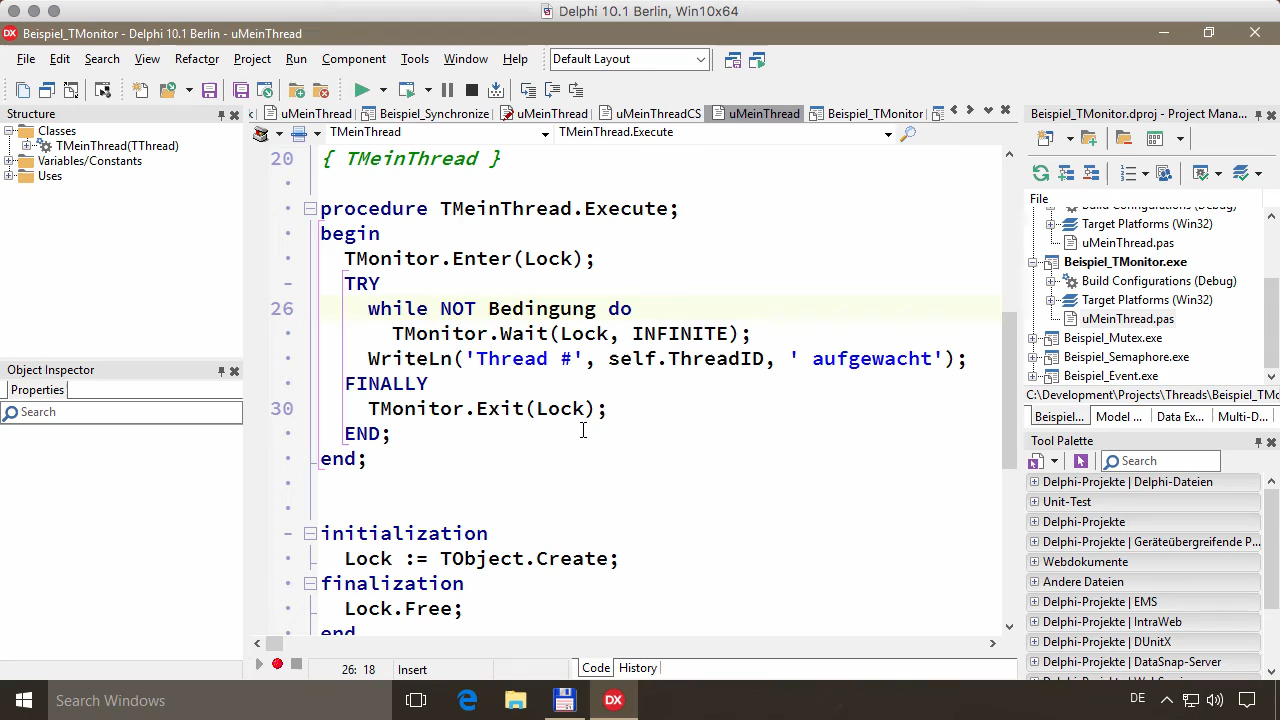 Delphi 10.1 Berlin, Win10x64
Beispiel_TMonitor - Delphi 10.1 Berlin - uMeinThread
File Edit Search View Refactor Project Run Component Tools Window Help
Default Layout
Structure
Classes
TMeinThread(TThread)
Variables/Constants
Uses
Object Inspector
Properties
Search
uMeinThread Beispiel_Synchronize uMeinThread uMeinThreadCS uMeinThread Beispiel_TMonitor
TMeinThread TMeinThread.Execute
20 { TMeinThread }
procedure TMeinThread.Execute;
begin
TMonitor.Enter(Lock);
TRY
26 while NOT Bedingung do
TMonitor.Wait(Lock, INFINITE);
WriteLn('Thread #', self.ThreadID, ' aufgewacht');
FINALLY
30 TMonitor.Exit(Lock);
END;
end;
initialization
Lock := TObject.Create;
finalization
Lock.Free;
end
26: 18 Insert
Code History
Beispiel_TMonitor.dproj - Project Mana...
File
Build Configurations (Debug)
Target Platforms (Win32)
uMeinThread.pas
Beispiel_TMonitor.exe
Build Configurations (Debug)
Target Platforms (Win32)
uMeinThread.pas
Beispiel_Mutex.exe
Beispiel_Semaphore.exe
Beispiel_Event.exe
C:\Development\Projects\Threads\Beispiel_TMo
Beispiel... Model ... Data Ex... Multi-D...
Tool Palette
Search
Delphi-Projekte | Delphi-Dateien
Unit-Test
Delphi-Projekte
Delphi-Projekte | Geräteübergreifende P...
Webdokumente
Andere Dateien
Delphi-Projekte | EMS
Delphi-Projekte | IntraWeb
Delphi-Projekte | DUnitX
Delphi-Projekte | DataSnap-Server
Search Windows
DE